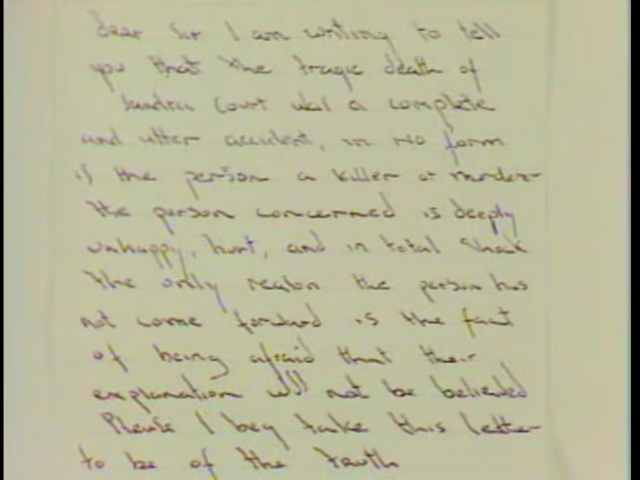 dear Sir I am writing to tell
you that the tragic death of
Sandra Court was a complete
and utter accident, in no form
is the person a killer or murder
the person concerned is deeply
unhappy, hurt, and in total shock
the only reason the person has
not come forward is the fact
of being afraid that their
explanation will not be believed
Please I beg take this letter
to be of the truth